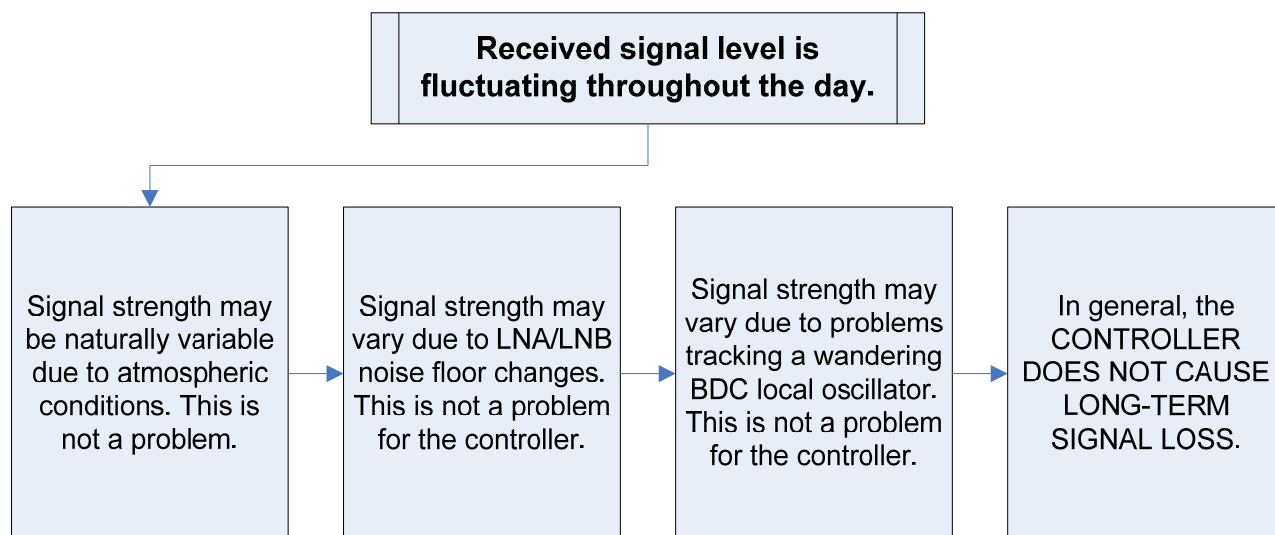 Received signal level is
fluctuating throughout the day.
Signal strength may
be naturally variable
due to atmospheric
conditions. This is
not a problem.
Signal strength may
vary due to LNA/LNB
noise floor changes.
This is not a problem
for the controller.
Signal strength may
vary due to problems
tracking a wandering
BDC local oscillator.
This is not a problem
for the controller.
In general, the
CONTROLLER
DOES NOT CAUSE
LONG-TERM
SIGNAL LOSS.